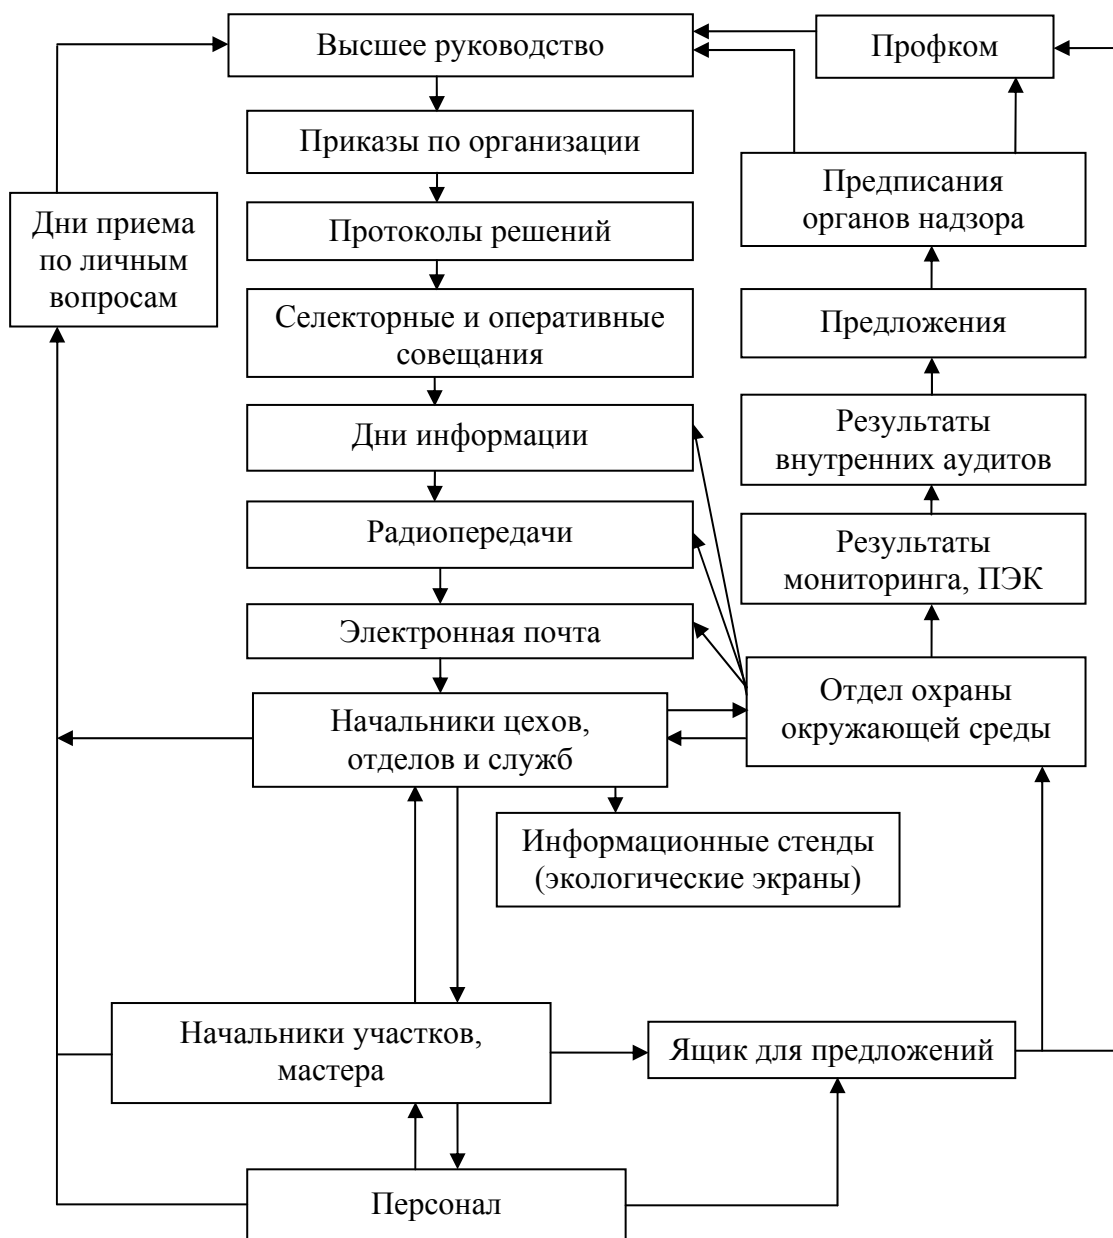 Высшее руководство
Профком
Приказы по организации
Предписания
органов надзора
Дни приема
по личным
вопросам
Протоколы решений
Селекторные и оперативные
совещания
Предложения
Дни информации
Результаты
внутренних аудитов
Радиопередачи
Результаты
мониторинга, ПЭК
Электронная почта
Отдел охраны
окружающей среды
Начальники цехов,
отделов и служб
Информационные стенды
(экологические экраны)
Начальники участков,
мастера
Ящик для предложений
Персонал